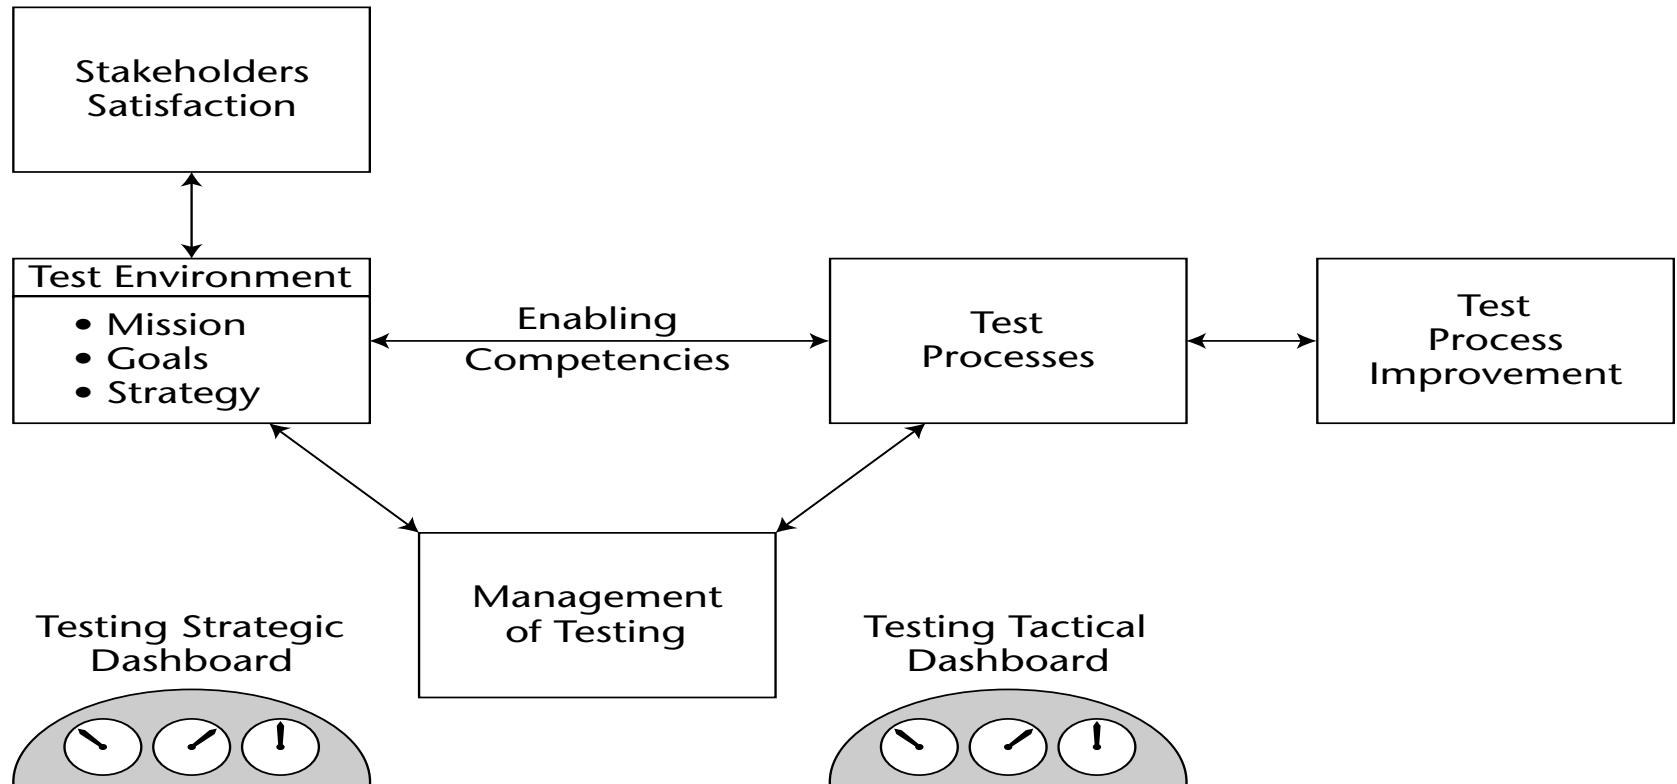 Stakeholders
Satisfaction
Test Environment
• Mission
• Goals
• Strategy
Enabling
Competencies
Test
Processes
Test
Process
Improvement
Management
of Testing
Testing Strategic
Dashboard
Testing Tactical
Dashboard